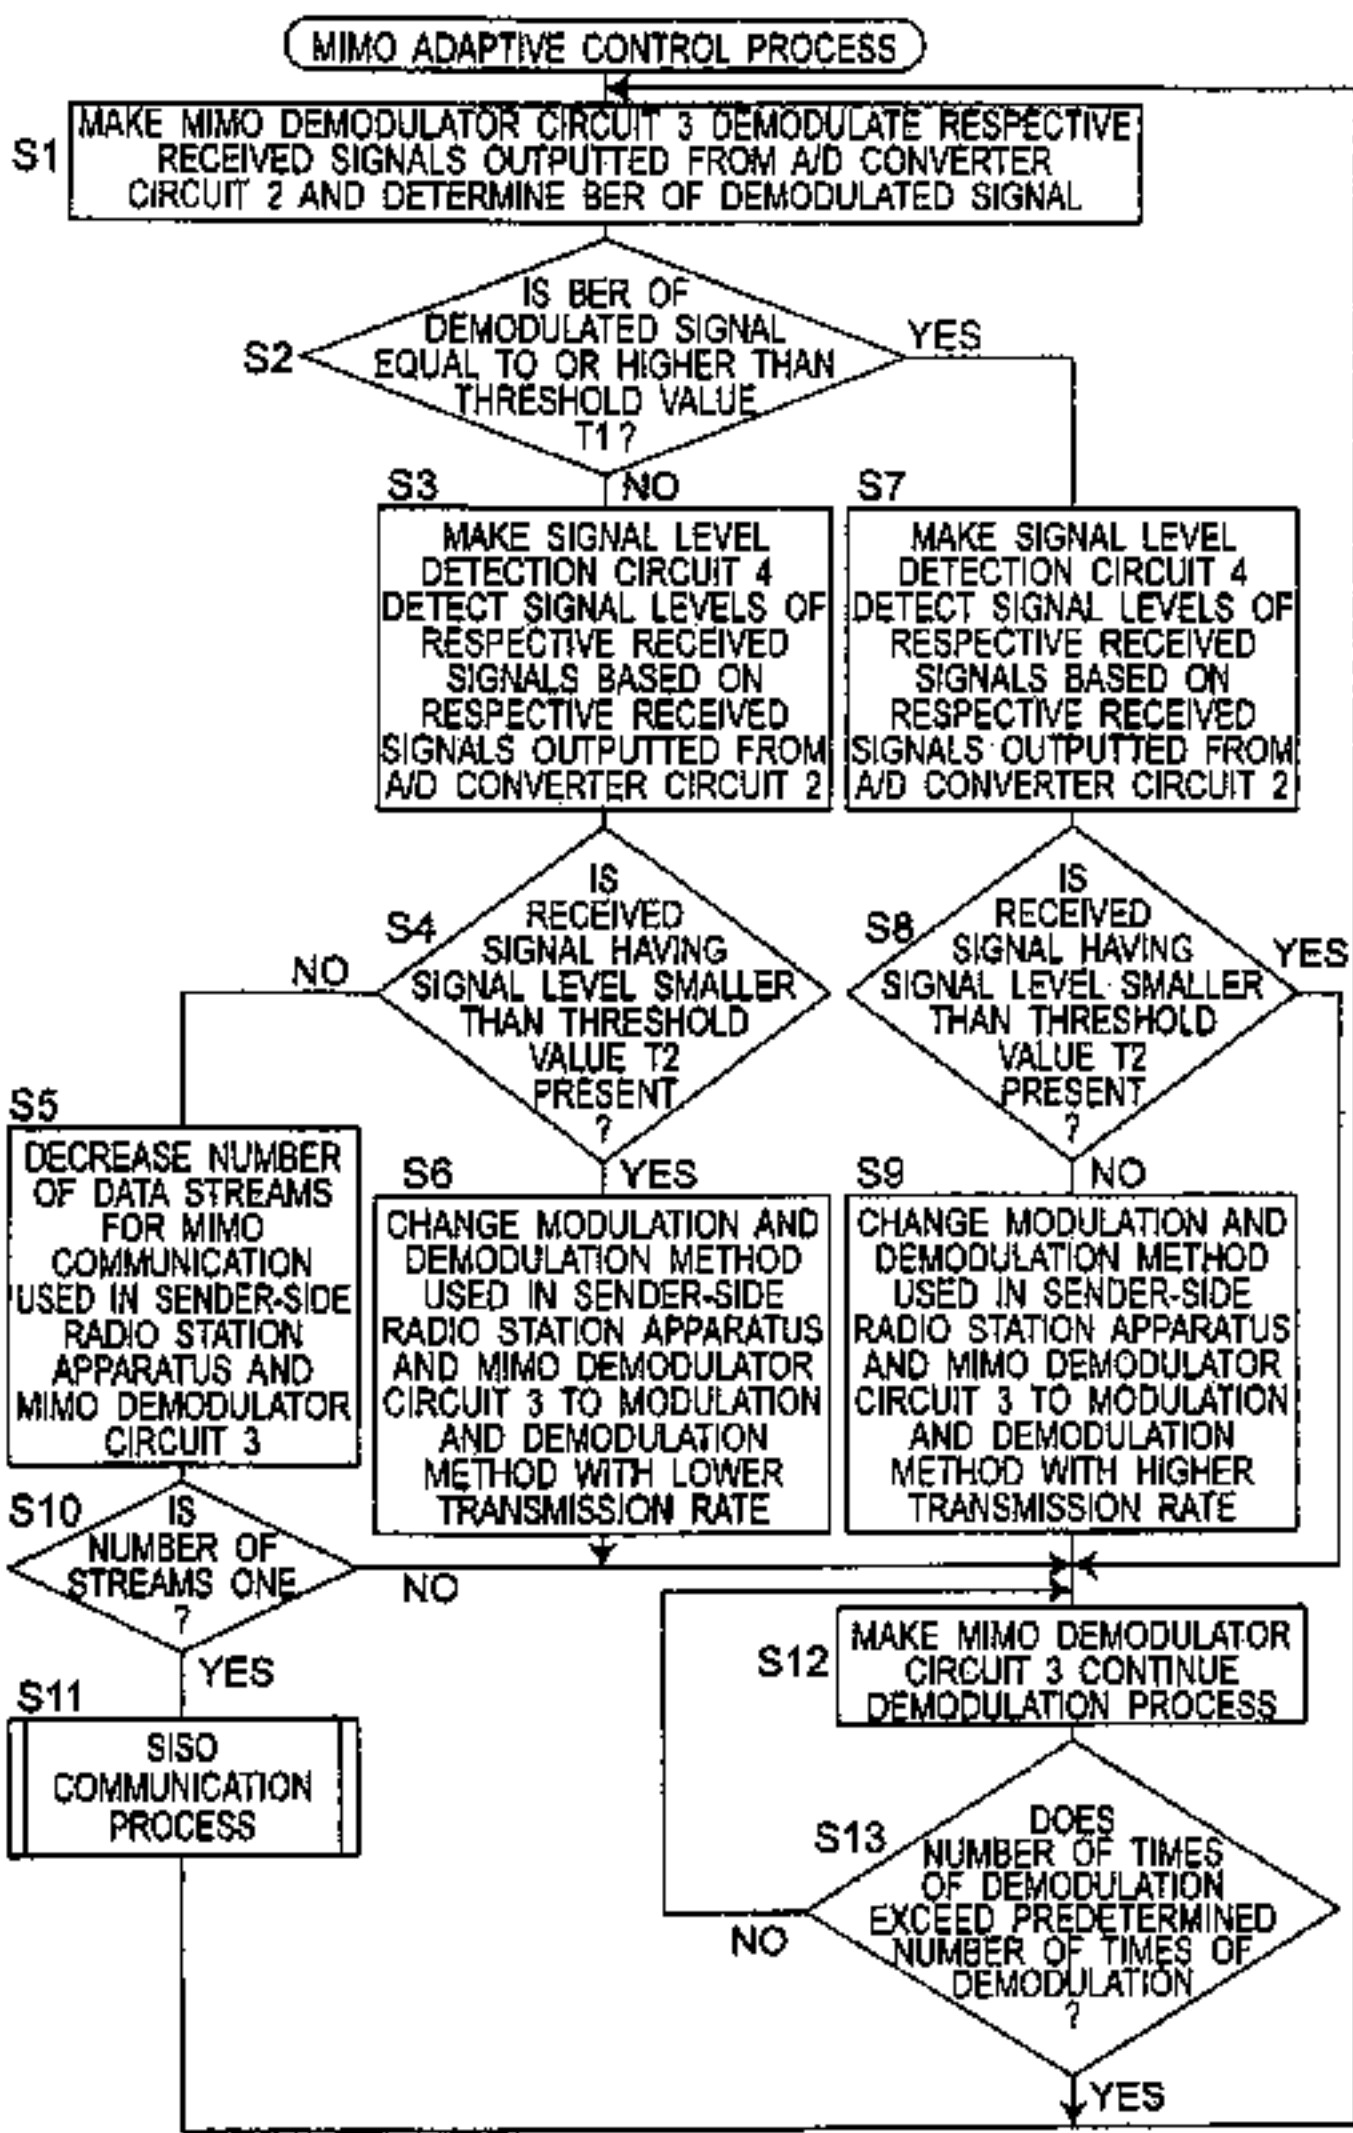 MIMO ADAPTIVE CONTROL PROCESS
S1
MAKE MIMO DEMODULATOR CIRCUIT 3 DEMODULATE RESPECTIVE
RECEIVED SIGNALS OUTPUTTED FROM A/D CONVERTER
CIRCUIT 2 AND DETERMINE BER OF DEMODULATED SIGNAL
S2
IS BER OF
DEMODULATED SIGNAL
EQUAL TO OR HIGHER THAN
THRESHOLD VALUE
T1?
YES
NO
S3
MAKE SIGNAL LEVEL
DETECTION CIRCUIT 4
DETECT SIGNAL LEVELS OF
RESPECTIVE RECEIVED
SIGNALS BASED ON
RESPECTIVE RECEIVED
SIGNALS OUTPUTTED FROM
A/D CONVERTER CIRCUIT 2
S7
MAKE SIGNAL LEVEL
DETECTION CIRCUIT 4
DETECT SIGNAL LEVELS OF
RESPECTIVE RECEIVED
SIGNALS BASED ON
RESPECTIVE RECEIVED
SIGNALS OUTPUTTED FROM
A/D CONVERTER CIRCUIT 2
S4
IS
RECEIVED
SIGNAL HAVING
SIGNAL LEVEL SMALLER
THAN THRESHOLD
VALUE T2
PRESENT
?
NO
YES
S8
IS
RECEIVED
SIGNAL HAVING
SIGNAL LEVEL SMALLER
THAN THRESHOLD
VALUE T2
PRESENT
?
YES
NO
S5
DECREASE NUMBER
OF DATA STREAMS
FOR MIMO
COMMUNICATION
USED IN SENDER-SIDE
RADIO STATION
APPARATUS AND
MIMO DEMODULATOR
CIRCUIT 3
S6
CHANGE MODULATION AND
DEMODULATION METHOD
USED IN SENDER-SIDE
RADIO STATION APPARATUS
AND MIMO DEMODULATOR
CIRCUIT 3 TO MODULATION
AND DEMODULATION
METHOD WITH LOWER
TRANSMISSION RATE
S9
CHANGE MODULATION AND
DEMODULATION METHOD
USED IN SENDER-SIDE
RADIO STATION APPARATUS
AND MIMO DEMODULATOR
CIRCUIT 3 TO MODULATION
AND DEMODULATION
METHOD WITH HIGHER
TRANSMISSION RATE
S10
IS
NUMBER OF
STREAMS ONE
?
NO
YES
S11
SISO
COMMUNICATION
PROCESS
S12
MAKE MIMO DEMODULATOR
CIRCUIT 3 CONTINUE
DEMODULATION PROCESS
S13
DOES
NUMBER OF TIMES
OF DEMODULATION
EXCEED PREDETERMINED
NUMBER OF TIMES OF
DEMODULATION
?
NO
YES